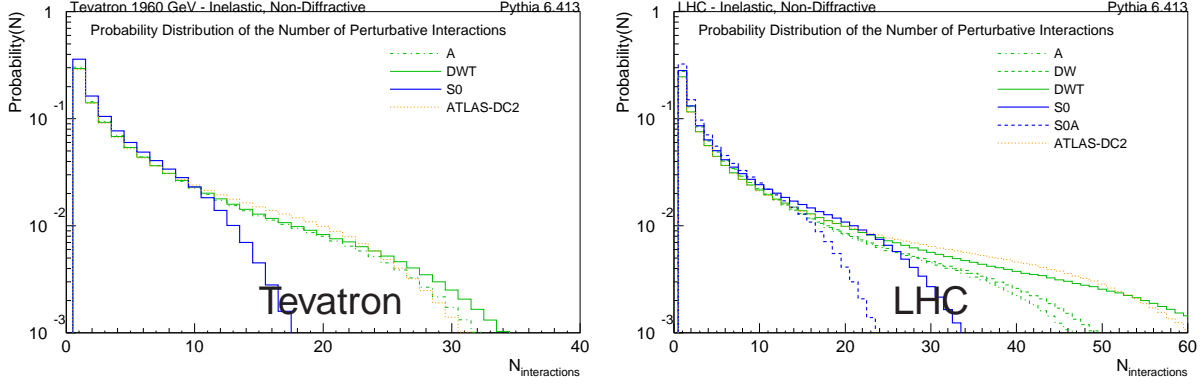 Tevatron 1960 GeV - Inelastic, Non-Diffractive Pythia 6.413
Probability Distribution of the Number of Perturbative Interactions
A
DWT
S0
ATLAS-DC2
Tevatron
Probability(N)
1
10 -1
10 -2
10 -3
0 10 20 30 40
N interactions
LHC - Inelastic, Non-Diffractive Pythia 6.413
Probability Distribution of the Number of Perturbative Interactions
A
DW
DWT
S0
S0A
ATLAS-DC2
LHC
Probability(N)
1
10 -1
10 -2
10 -3
0 10 20 30 40 50 60
N interactions